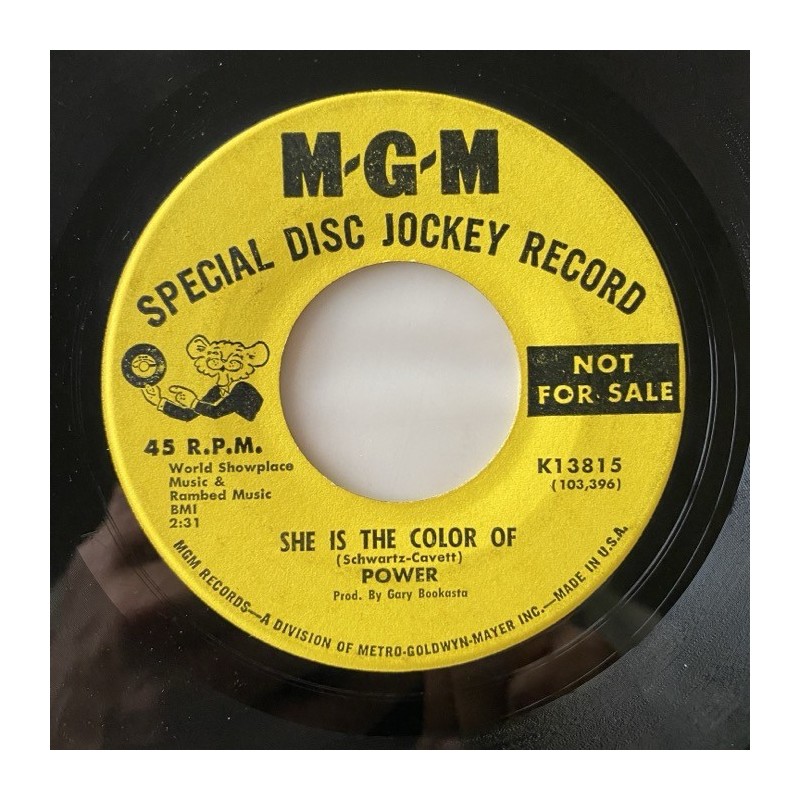 M-G-M
SPECIAL DISC JOCKEY RECORD
NOT
FOR SALE
45 R.P.M.
World Showplace
Music &
Rambed Music
BMI
2:31
K13815
(103,396)
SHE IS THE COLOR OF
(Schwartz-Cavett)
POWER
Prod. By Gary Bookasta
MGM RECORDS—A DIVISION OF METRO-GOLDWYN-MAYER INC.—MADE IN U.S.A.